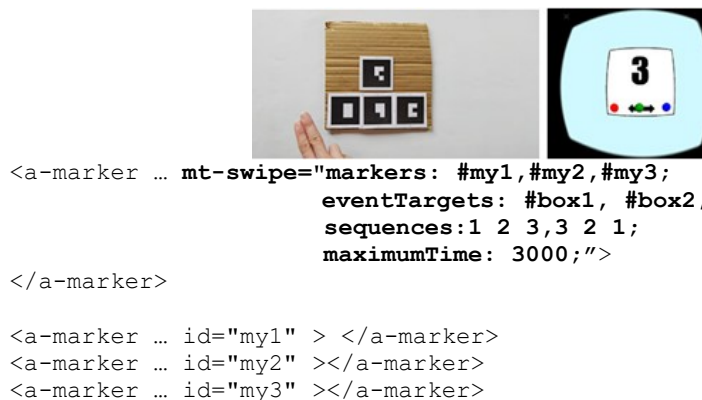 3
<a-marker … mt-swipe="markers: #my1,#my2,#my3;
eventTargets: #box1, #box2,
sequences:1 2 3,3 2 1;
maximumTime: 3000;”>
</a-marker>
<a-marker … id="my1" > </a-marker>
<a-marker … id="my2" ></a-marker>
<a-marker … id="my3" ></a-marker>